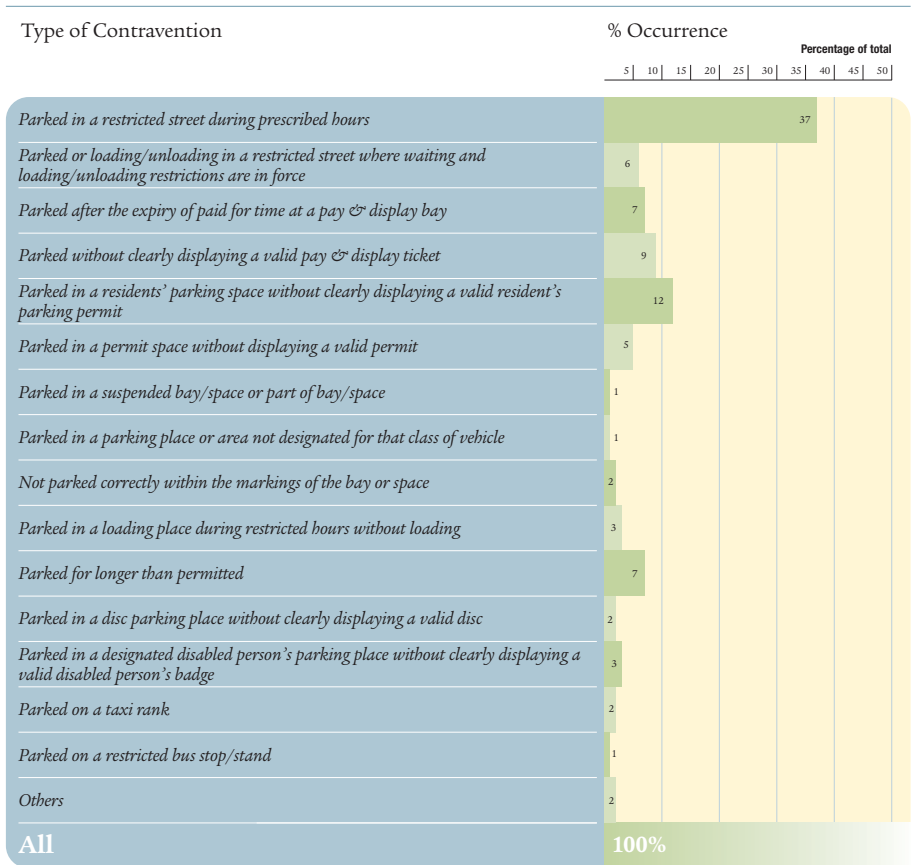 Type of Contravention
% Occurrence
Percentage of total
5 10 15 20 25 30 35 40 45 50
Parked in a restricted street during prescribed hours
37
Parked or loading/unloading in a restricted street where waiting and
loading/unloading restrictions are in force
6
Parked after the expiry of paid for time at a pay & display bay
7
Parked without clearly displaying a valid pay & display ticket
9
Parked in a residents’ parking space without clearly displaying a valid resident’s
parking permit
12
Parked in a permit space without displaying a valid permit
5
Parked in a suspended bay/space or part of bay/space
1
Parked in a parking place or area not designated for that class of vehicle
1
Not parked correctly within the markings of the bay or space
2
Parked in a loading place during restricted hours without loading
3
Parked for longer than permitted
7
Parked in a disc parking place without clearly displaying a valid disc
2
Parked in a designated disabled person’s parking place without clearly displaying a
valid disabled person’s badge
3
Parked on a taxi rank
2
Parked on a restricted bus stop/stand
1
Others
2
All
100%